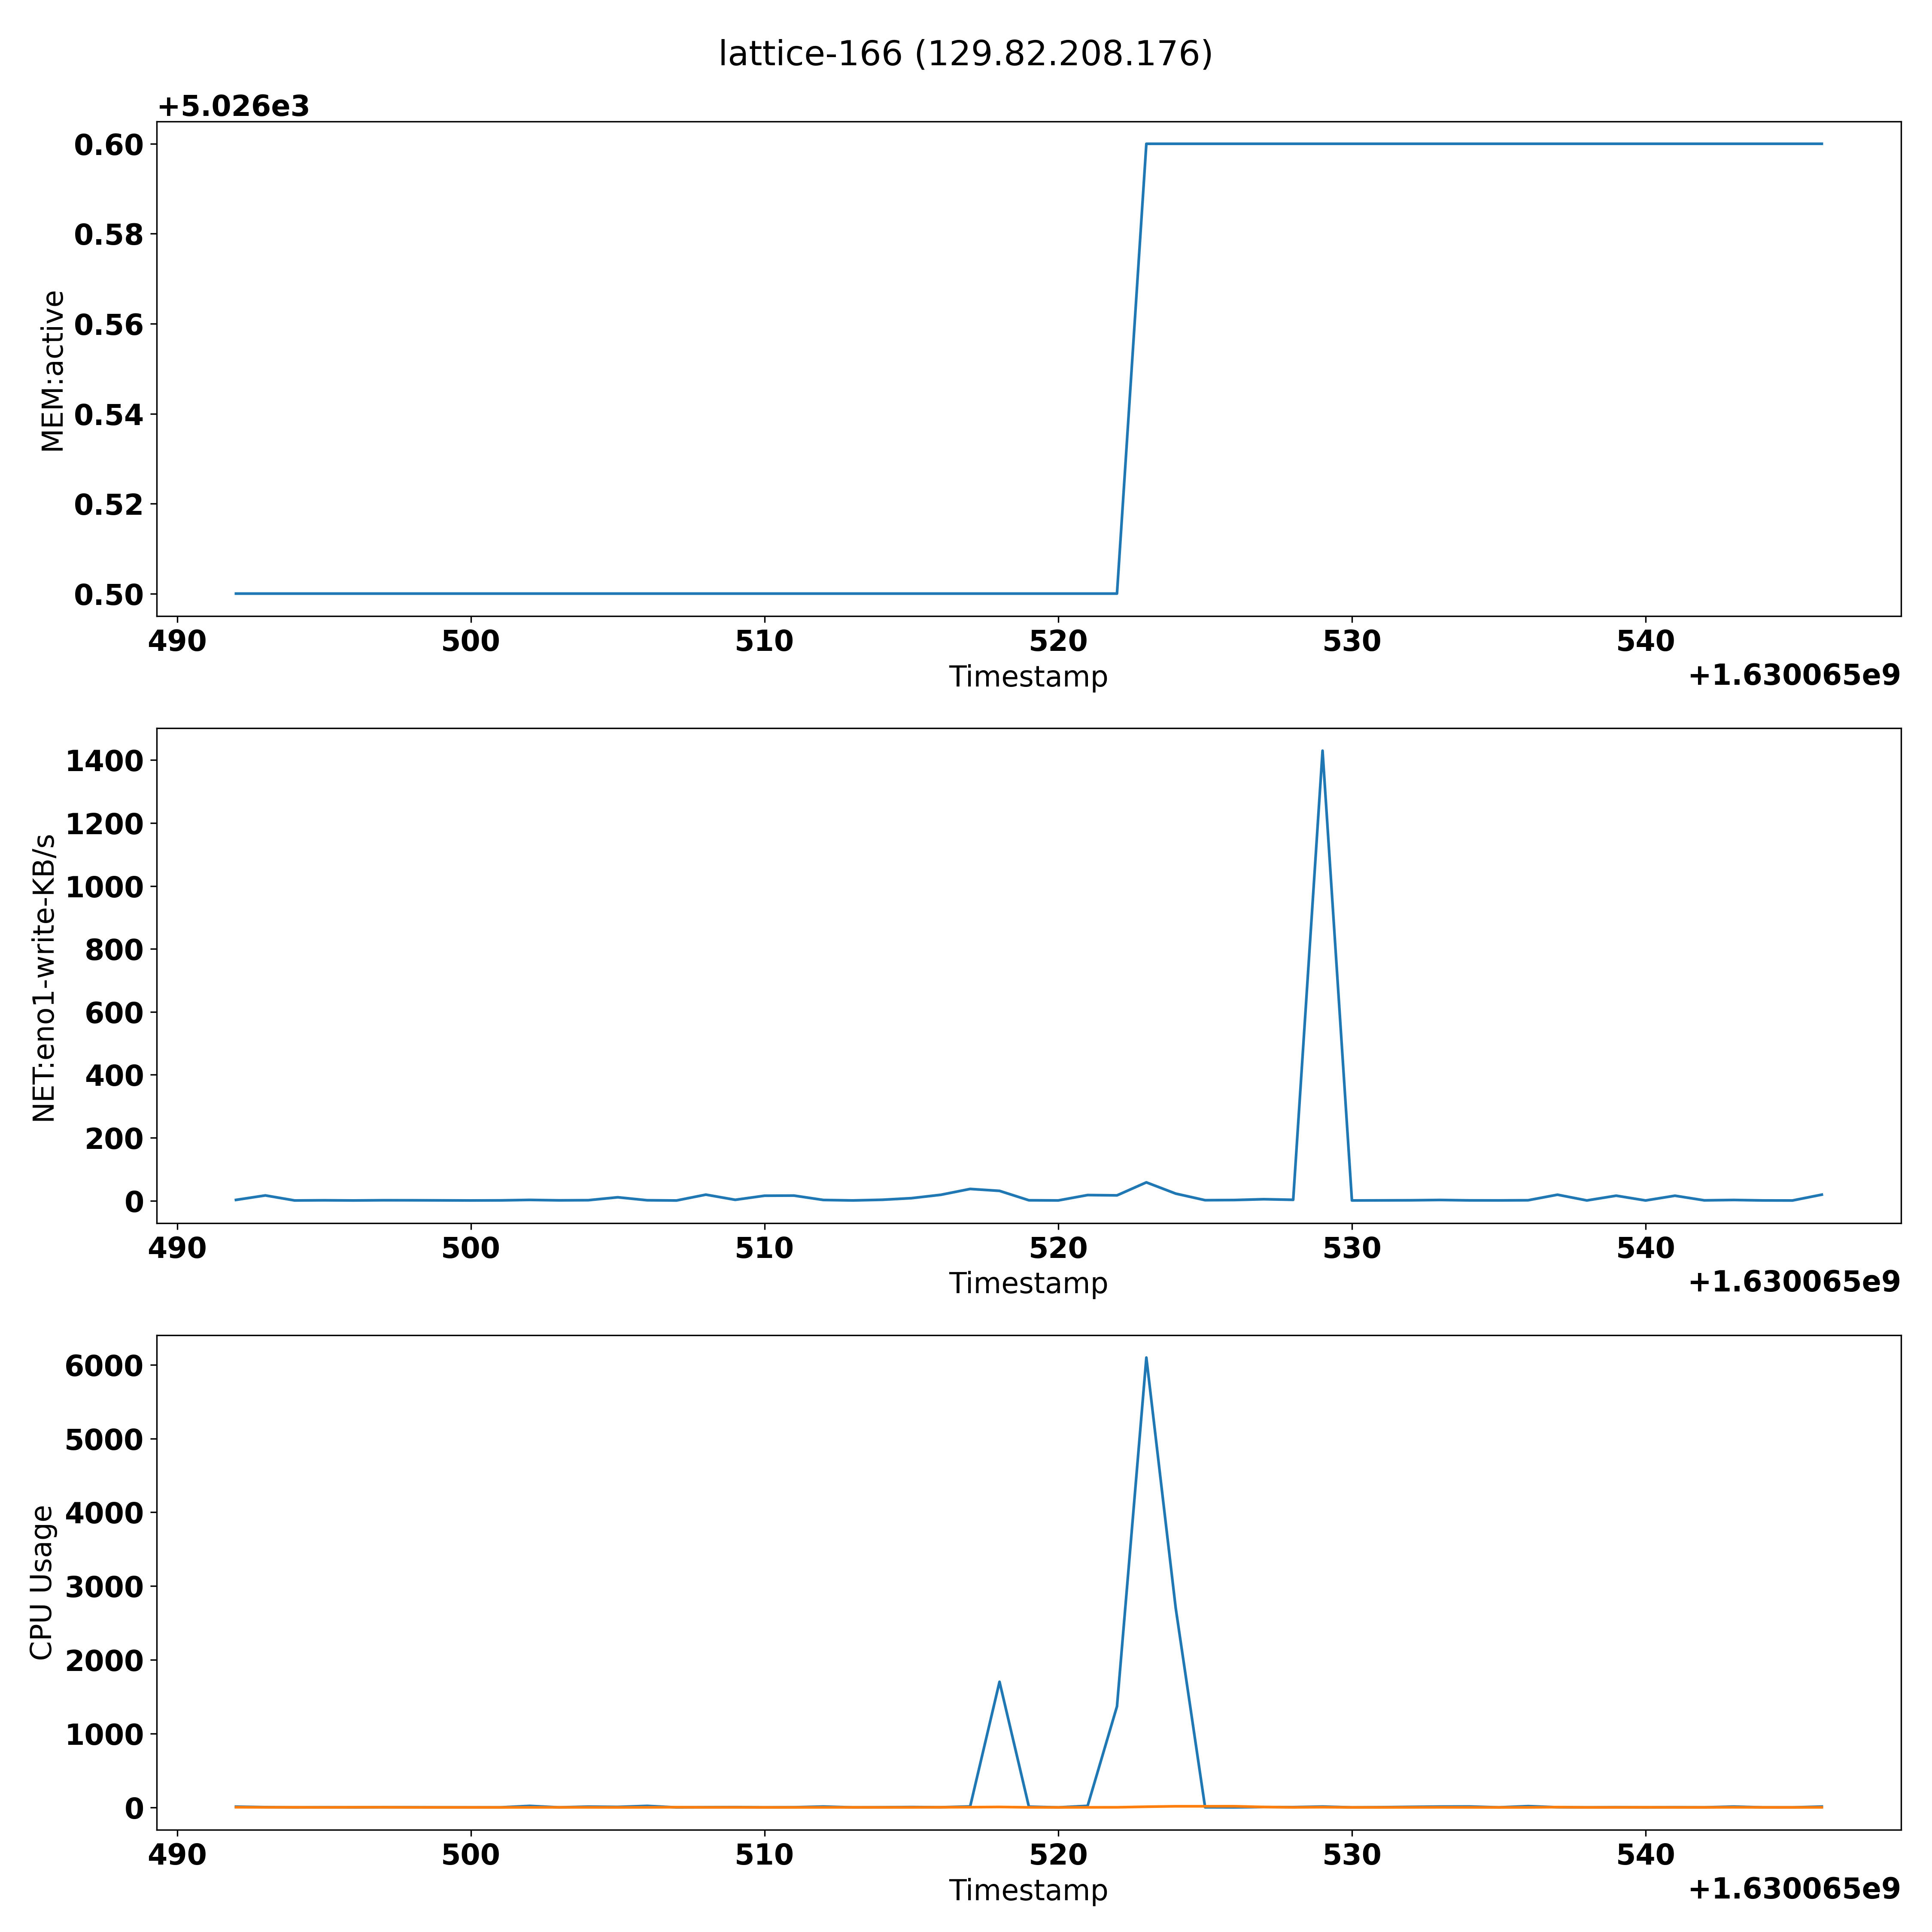 lattice-166 (129.82.208.176)
+5.026e3
0.60
0.58
0.56
0.54
0.52
0.50
MEM:active
490 500 510 520 530 540
Timestamp
+1.630065e9
1400
1200
1000
800
600
400
200
0
NET:eno1-write-KB/s
490 500 510 520 530 540
Timestamp
+1.630065e9
6000
5000
4000
3000
2000
1000
0
CPU Usage
490 500 510 520 530 540
Timestamp
+1.630065e9